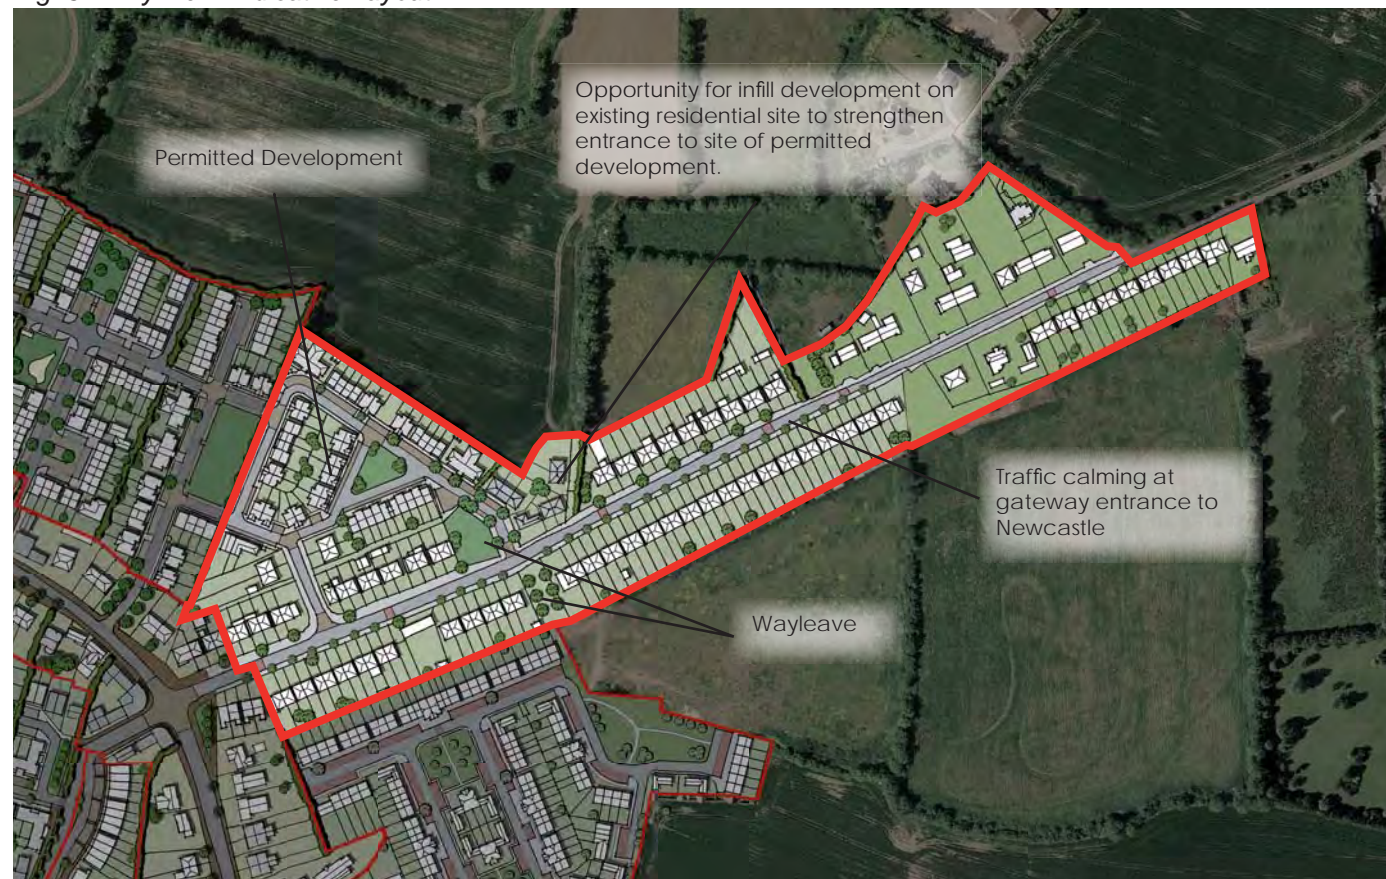 Opportunity for infill development on
existing residential site to strengthen
entrance to site of permitted
development.
Permitted Development
Traffic calming at
gateway entrance to
Newcastle
Wayleave